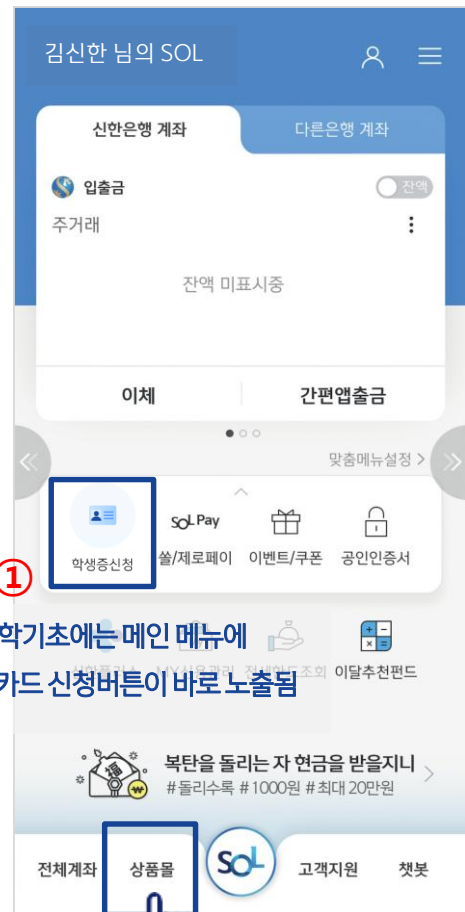 김신한 님의 SOL
신한은행 계좌
다른은행 계좌
입출금
잔액
주거래
잔액 미표시중
이체
간편앱출금
맞춤메뉴설정 >
학생증신청
SOL Pay
쏠/제로페이
이벤트/쿠폰
공인인증서
①
학기초에는 메인 메뉴에
카드 신청버튼이 바로 노출됨
이달추천펀드
복탄을 돌리는 자 현금을 받을지니
#돌리수록 #1000원 #최대 20만원
전체계좌
상품몰
SOL
고객지원
챗봇